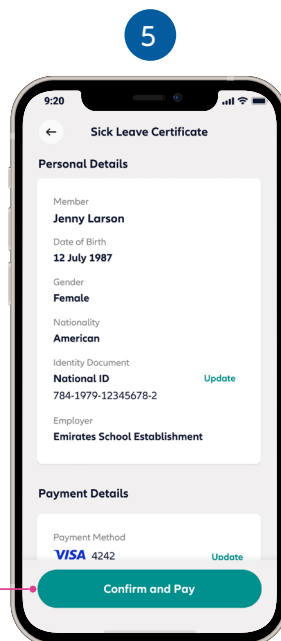 5
9:20
Sick Leave Certificate
Personal Details
Member
Jenny Larson
Date of Birth
12 July 1987
Gender
Female
Nationality
American
Identity Document
National ID Update
784-1979-12345678-2
Employer
Emirates School Establishment
Payment Details
Payment Method
VISA 4242 Update
Confirm and Pay